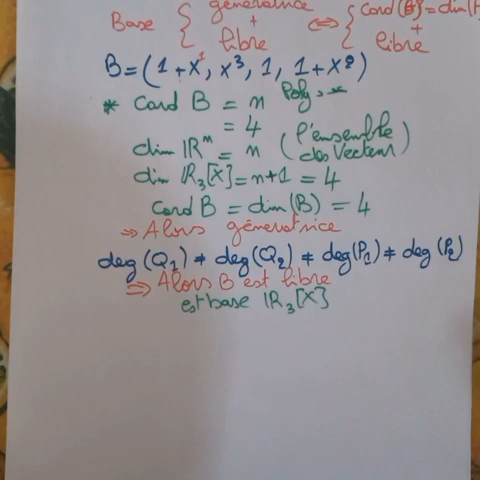 Base { génératrice + libre ⇔ { Card(B) = dim(
+ libre
B = (1+X¹, X³, 1, 1+X²)
* Card B = n Poly
= 4
dim ℝⁿ = n (l'ensemble des Vecteur)
dim ℝ₃[X] = n+1 = 4
Card B = dim(B) = 4
⇒ Alors génératrice
deg(Q₁) ≠ deg(Q₂) ≠ deg(P₁) ≠ deg(P₂)
⇒ Alors B est libre
est base ℝ₃[X]